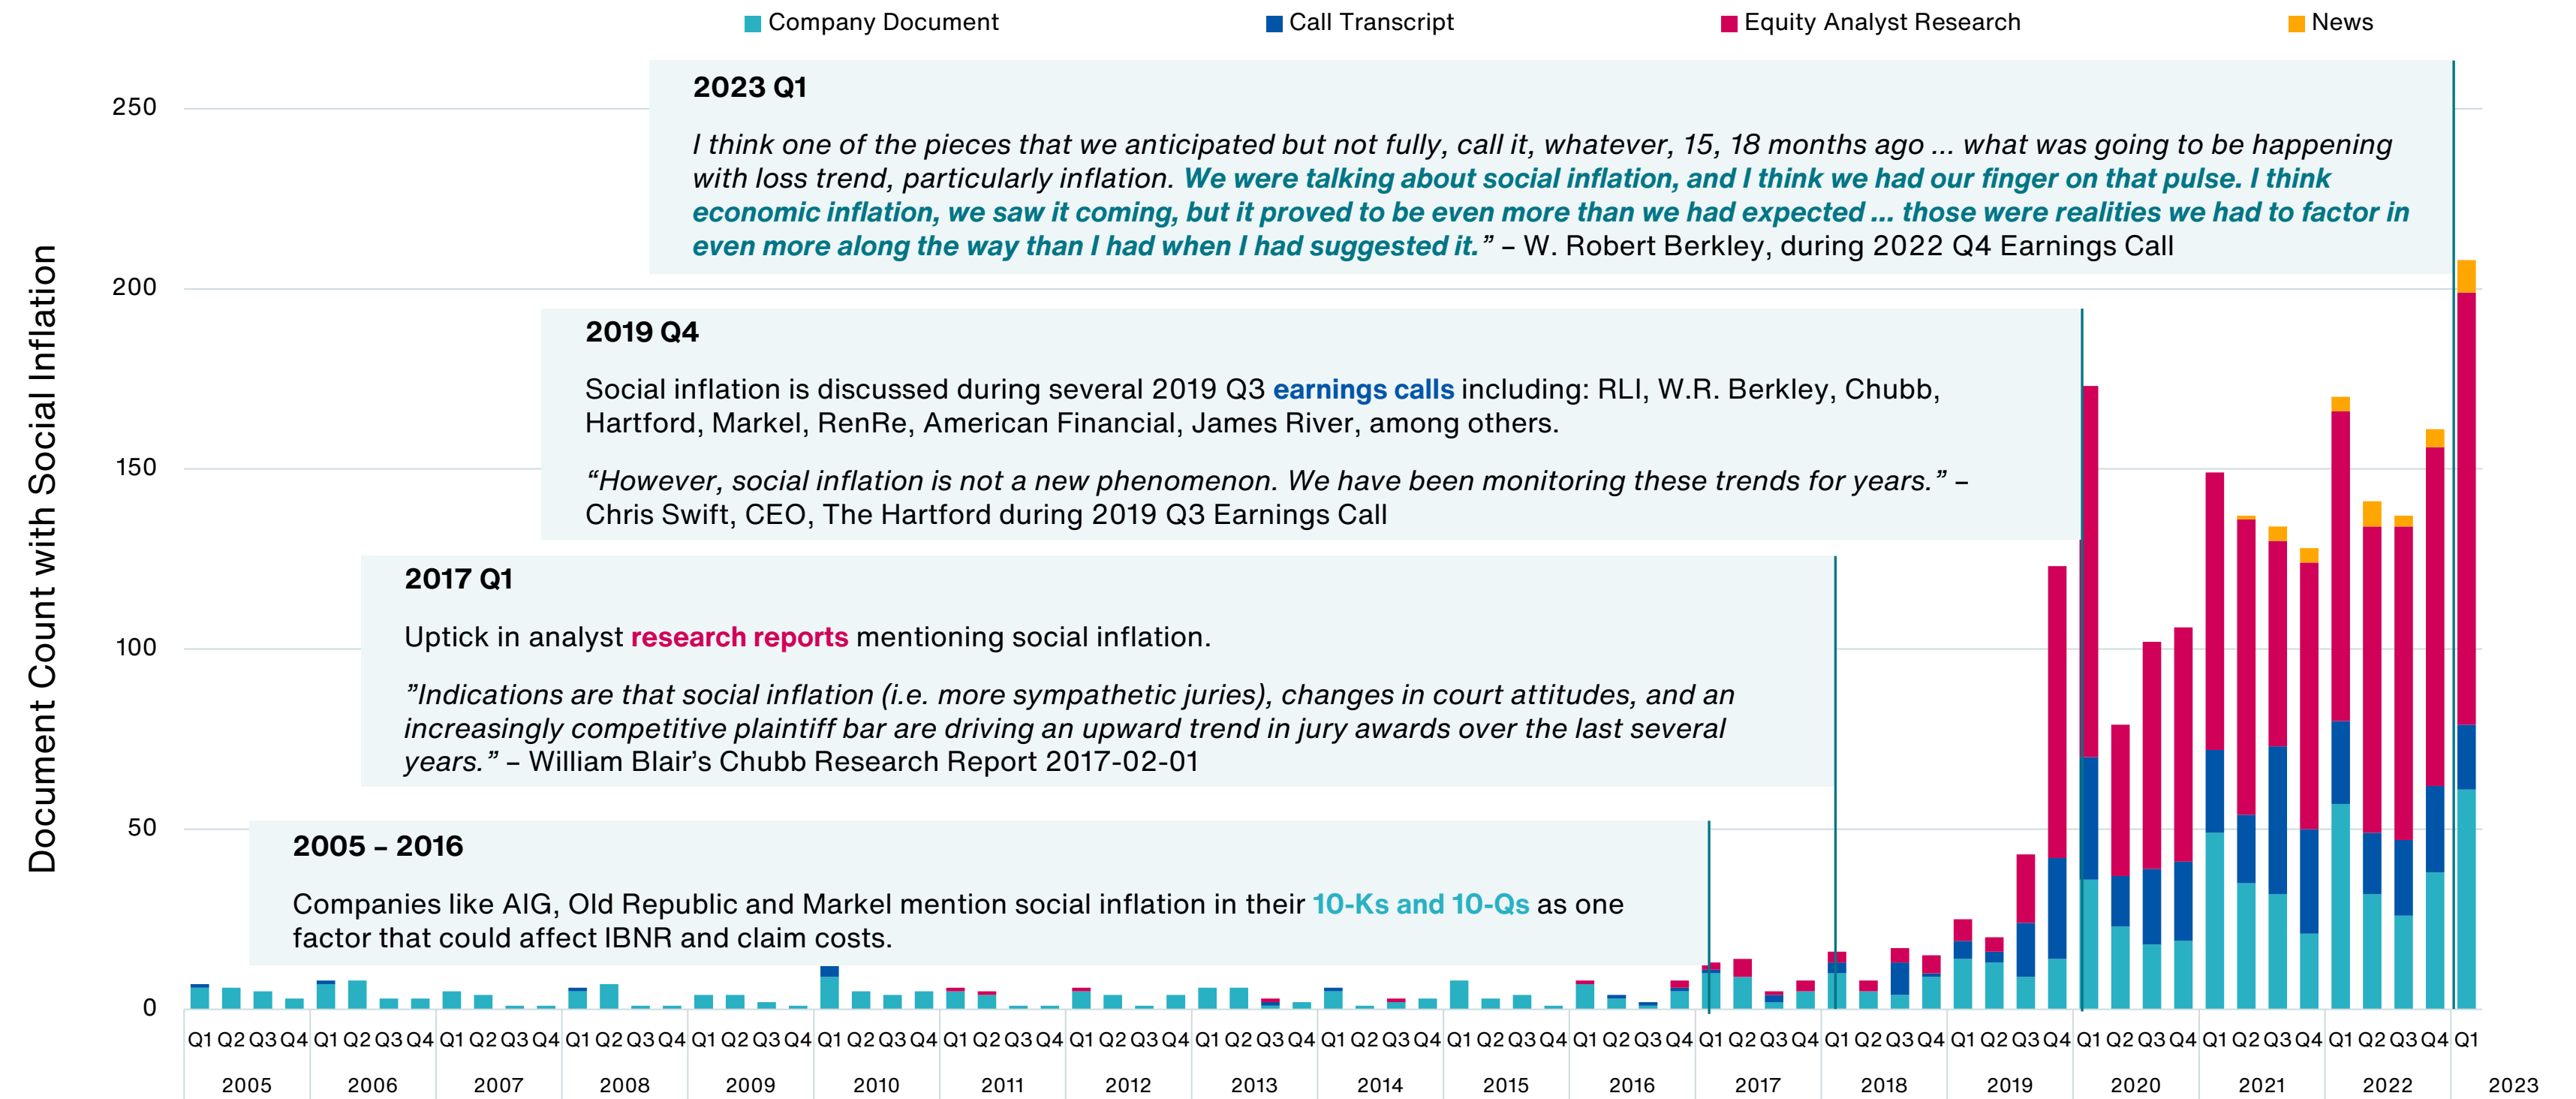 Company Document Call Transcript Equity Analyst Research News
Document Count with Social Inflation
250
200
150
100
50
0
2023 Q1
I think one of the pieces that we anticipated but not fully, call it, whatever, 15, 18 months ago ... what was going to be happening
with loss trend, particularly inflation. We were talking about social inflation, and I think we had our finger on that pulse. I think
economic inflation, we saw it coming, but it proved to be even more than we had expected ... those were realities we had to factor in
even more along the way than I had when I had suggested it.” – W. Robert Berkley, during 2022 Q4 Earnings Call
2019 Q4
Social inflation is discussed during several 2019 Q3 earnings calls including: RLI, W.R. Berkley, Chubb,
Hartford, Markel, RenRe, American Financial, James River, among others.
“However, social inflation is not a new phenomenon. We have been monitoring these trends for years.” –
Chris Swift, CEO, The Hartford during 2019 Q3 Earnings Call
2017 Q1
Uptick in analyst research reports mentioning social inflation.
”Indications are that social inflation (i.e. more sympathetic juries), changes in court attitudes, and an
increasingly competitive plaintiff bar are driving an upward trend in jury awards over the last several
years.” – William Blair’s Chubb Research Report 2017-02-01
2005 – 2016
Companies like AIG, Old Republic and Markel mention social inflation in their 10-Ks and 10-Qs as one
factor that could affect IBNR and claim costs.
Q1 Q2 Q3 Q4 Q1 Q2 Q3 Q4 Q1 Q2 Q3 Q4 Q1 Q2 Q3 Q4 Q1 Q2 Q3 Q4 Q1 Q2 Q3 Q4 Q1 Q2 Q3 Q4 Q1 Q2 Q3 Q4 Q1 Q2 Q3 Q4 Q1 Q2 Q3 Q4 Q1 Q2 Q3 Q4 Q1 Q2 Q3 Q4 Q1 Q2 Q3 Q4 Q1 Q2 Q3 Q4 Q1 Q2 Q3 Q4 Q1 Q2 Q3 Q4 Q1 Q2 Q3 Q4 Q1 Q2 Q3 Q4 Q1
2005 2006 2007 2008 2009 2010 2011 2012 2013 2014 2015 2016 2017 2018 2019 2020 2021 2022 2023